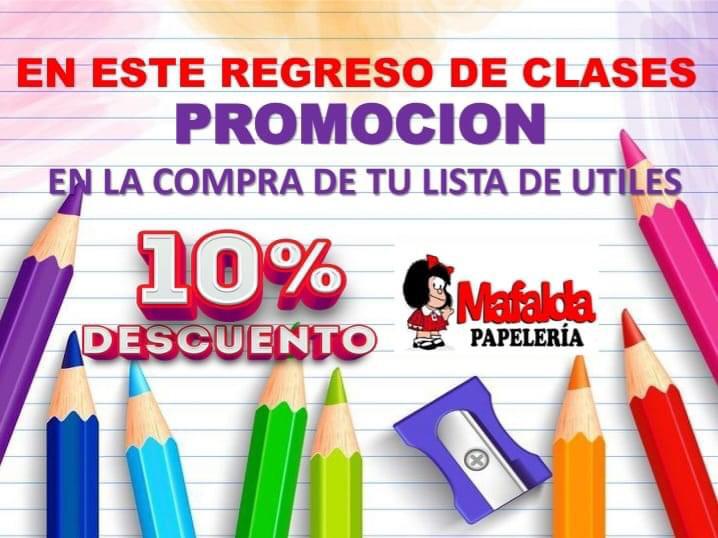 EN ESTE REGRESO DE CLASES
PROMOCION
EN LA COMPRA DE TU LISTA DE UTILES
10%
DESCUENTO
Mafalda
PAPELERÍA